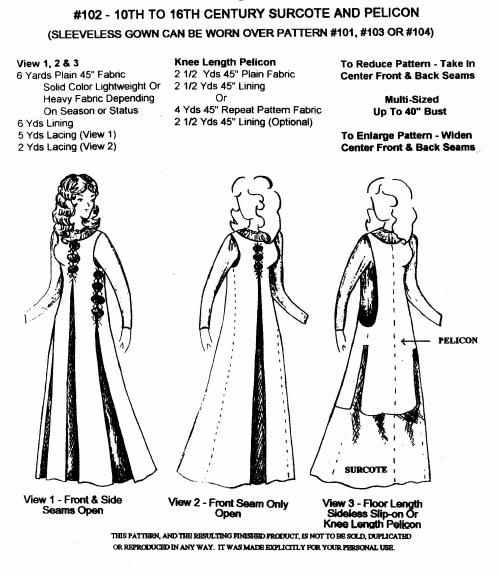 #102 - 10TH TO 16TH CENTURY SURCOTE AND PELICON
(SLEEVELESS GOWN CAN BE WORN OVER PATTERN #101, #103 OR #104)
View 1, 2 & 3
6 Yards Plain 45" Fabric
Solid Color Lightweight Or
Heavy Fabric Depending
On Season or Status
6 Yds Lining
5 Yds Lacing (View 1)
2 Yds Lacing (View 2)
Knee Length Pelicon
2 1/2 Yds 45" Plain Fabric
2 1/2 Yds 45" Lining
Or
4 Yds 45" Repeat Pattern Fabric
2 1/2 Yds 45" Lining (Optional)
To Reduce Pattern - Take In
Center Front & Back Seams
Multi-Sized
Up To 40" Bust
To Enlarge Pattern - Widen
Center Front & Back Seams
PELICON
SURCOTE
View 1 - Front & Side
Seams Open
View 2 - Front Seam Only
Open
View 3 - Floor Length
Sideless Slip-on Or
Knee Length Pelicon
THIS PATTERN, AND THE RESULTING FINISHED PRODUCT, IS NOT TO BE SOLD, DUPLICATED
OR REPRODUCED IN ANY WAY. IT WAS MADE EXPLICITLY FOR YOUR PERSONAL USE.